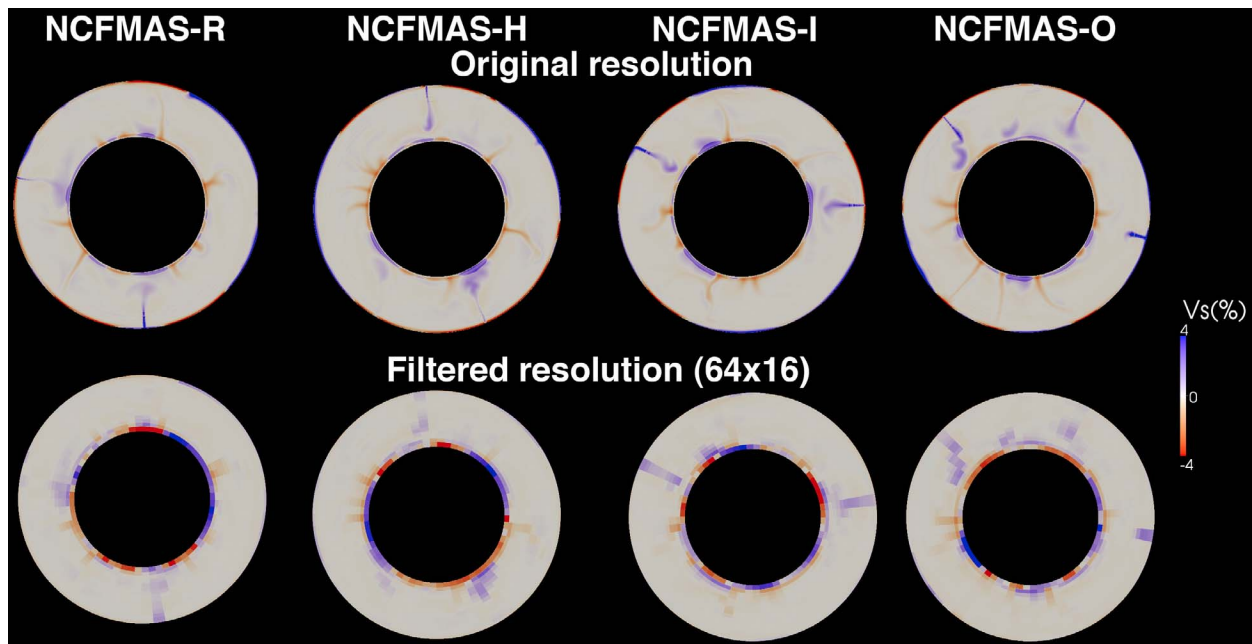 NCFMAS-R NCFMAS-H NCFMAS-I NCFMAS-O
Original resolution
Filtered resolution (64x16)
Vs(%)
4
0
-4